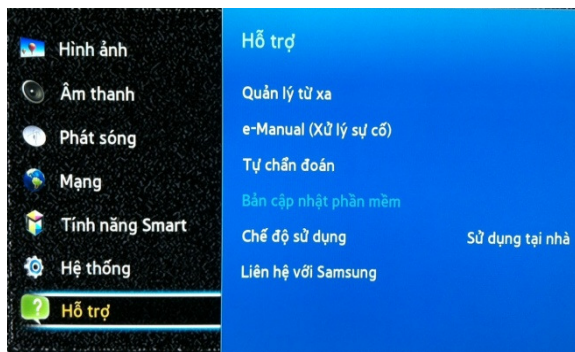 Hình ảnh
Âm thanh
Phát sóng
Mạng
Tính năng Smart
Hệ thống
Hỗ trợ
Hỗ trợ
Quản lý từ xa
e-Manual (Xử lý sự cố)
Tự chẩn đoán
Bản cập nhật phần mềm
Chế độ sử dụng Sử dụng tại nhà
Liên hệ với Samsung